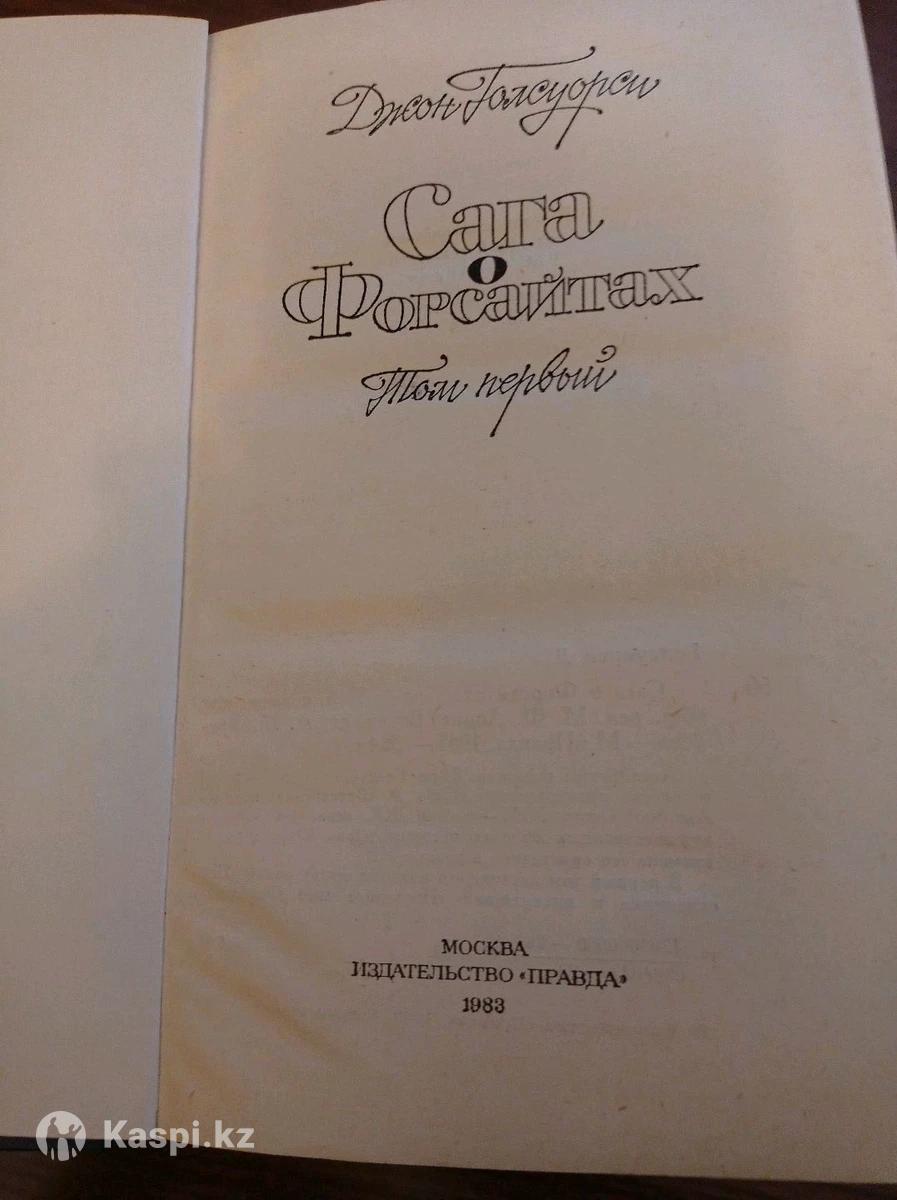 Джон Голсуорси
Сага
о
Форсайтах
Том первый
МОСКВА
ИЗДАТЕЛЬСТВО «ПРАВДА»
1983
Kaspi.kz